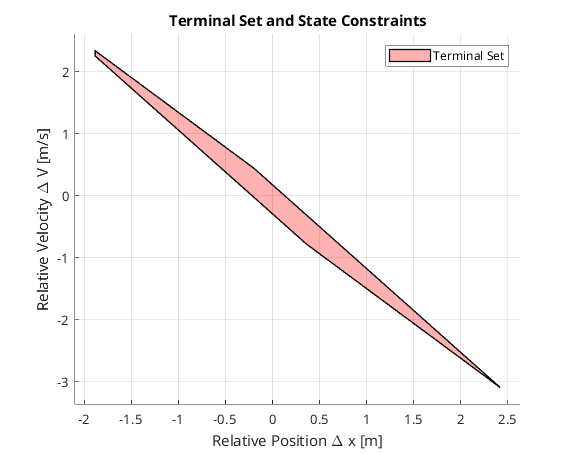 Terminal Set and State Constraints
Terminal Set
2
1
0
-1
-2
-3
Relative Velocity Δ V [m/s]
-2 -1.5 -1 -0.5 0 0.5 1 1.5 2 2.5
Relative Position Δ x [m]